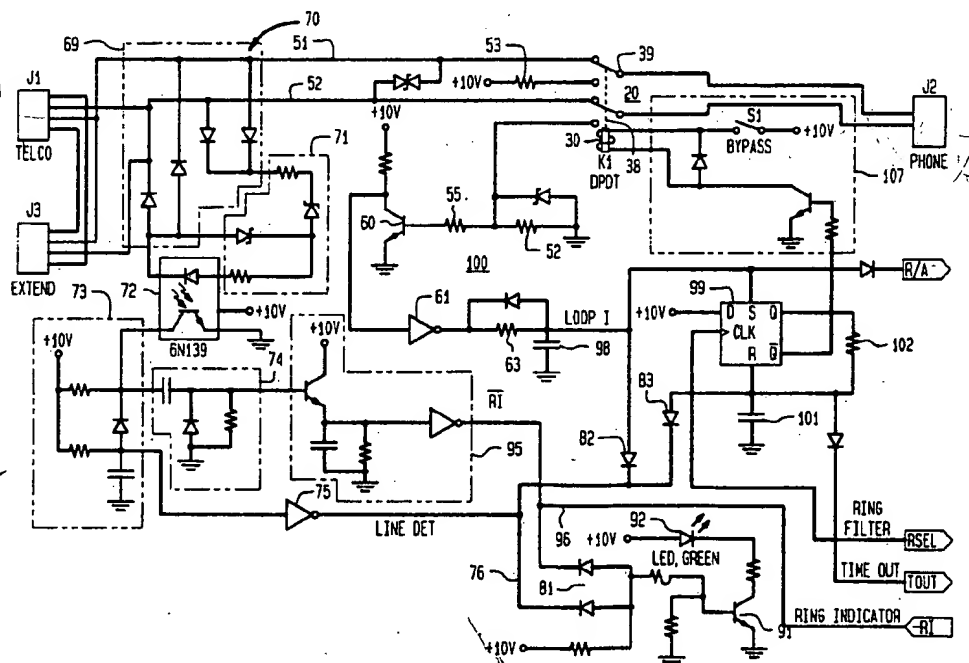 70
69
51
53
39
J1
+10V
20
J2
52
+10V
S1
+10V
TELCO
71
30
BYPASS
K1
DPDT
38
PHONE
107
55
60
J3
52
100
EXTEND
72
61
99
R/A
73
+10V
LOOP I
+10V
D S Q
CLK
R Q̅
102
6N139
74
+10V
63
98
83
+10V
R̅I̅
101
82
95
75
92
RING
FILTER
RSEL
LINE DET
96
+10V
LED, GREEN
TIME OUT
TOUT
76
81
91
RING INDICATOR
-RI
+10V